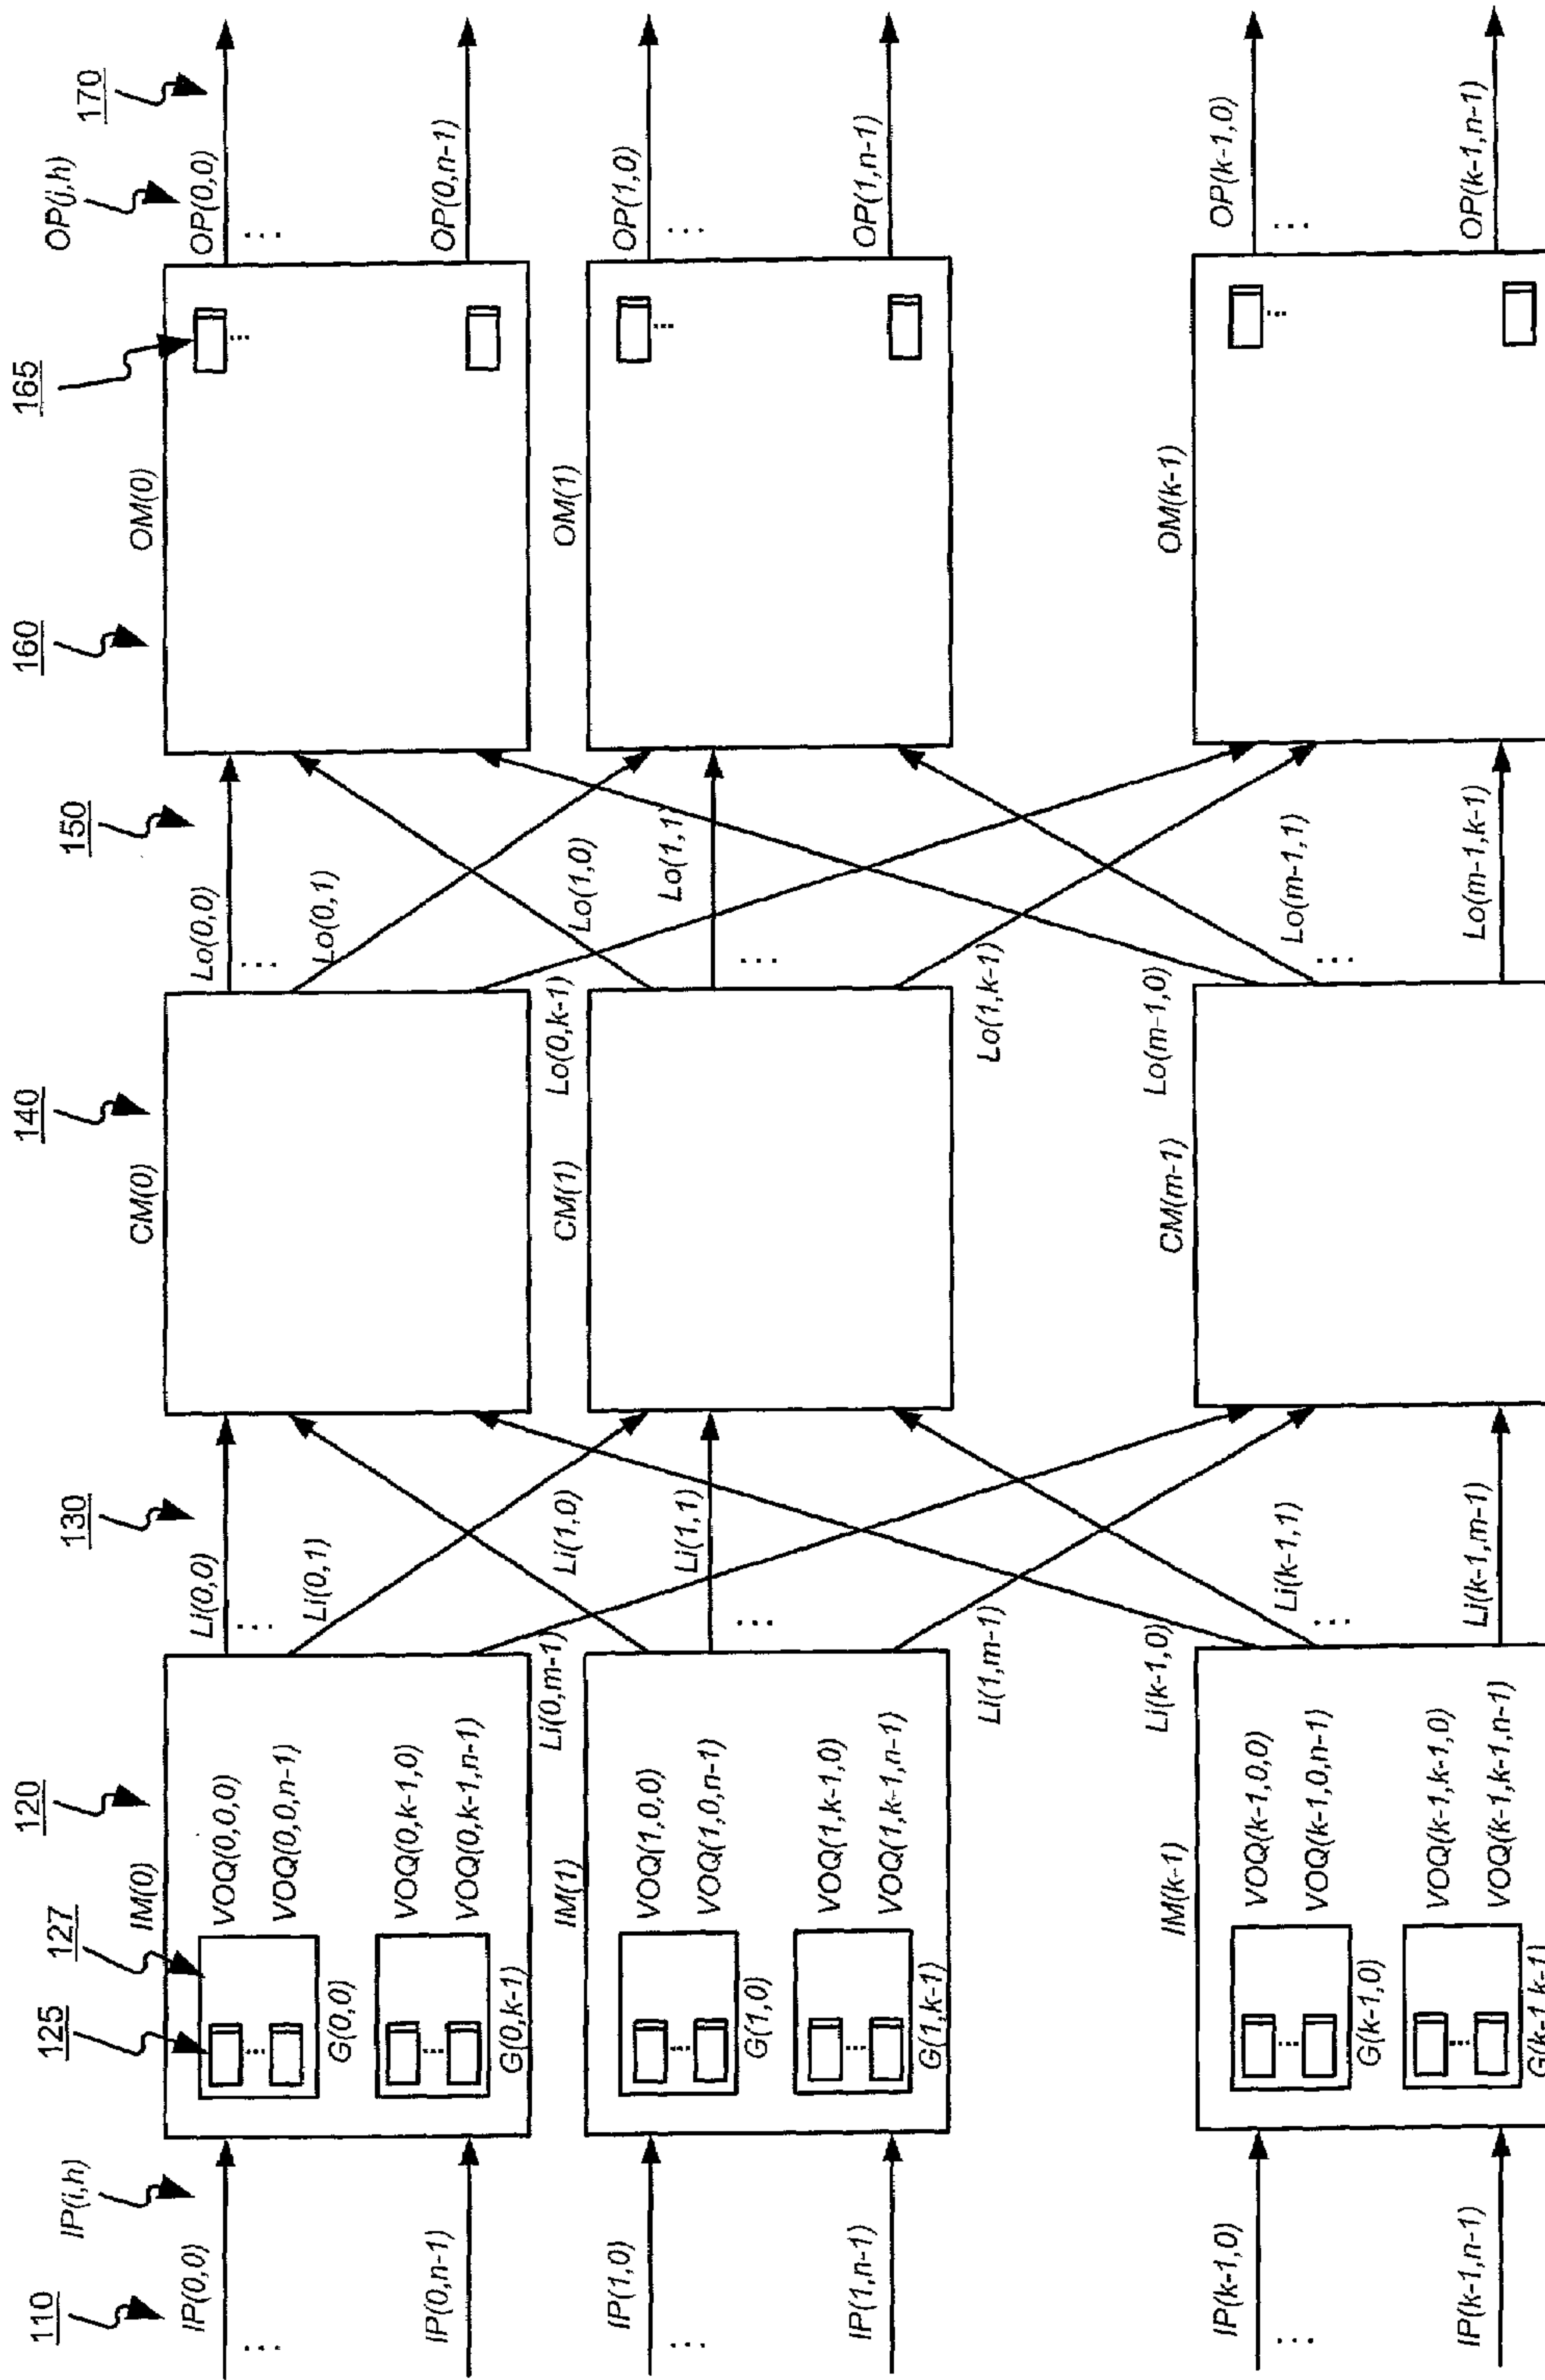 110
IP(i,h)
IP(0,0)
...
IP(0,n-1)
IP(1,0)
...
IP(1,n-1)
IP(k-1,0)
...
IP(k-1,n-1)
120
125
127
IM(0)
VOQ(0,0,0)
...
VOQ(0,0,n-1)
G(0,0)
VOQ(0,k-1,0)
...
VOQ(0,k-1,n-1)
G(0,k-1)
IM(1)
VOQ(1,0,0)
...
VOQ(1,0,n-1)
G(1,0)
VOQ(1,k-1,0)
...
VOQ(1,k-1,n-1)
G(1,k-1)
IM(k-1)
VOQ(k-1,0,0)
...
VOQ(k-1,0,n-1)
G(k-1,0)
VOQ(k-1,k-1,0)
...
VOQ(k-1,k-1,n-1)
G(k-1,k-1)
130
Li(0,0)
...
Li(0,1)
Li(0,m-1)
Li(1,0)
Li(1,1)
...
Li(1,m-1)
Li(k-1,0)
Li(k-1,1)
...
Li(k-1,m-1)
140
CM(0)
CM(1)
CM(m-1)
150
Lo(0,0)
...
Lo(0,1)
Lo(0,k-1)
Lo(1,0)
Lo(1,1)
...
Lo(1,k-1)
Lo(m-1,0)
Lo(m-1,1)
...
Lo(m-1,k-1)
160
165
OM(0)
...
OM(1)
...
OM(k-1)
...
170
OP(j,h)
OP(0,0)
...
OP(0,n-1)
OP(1,0)
...
OP(1,n-1)
OP(k-1,0)
...
OP(k-1,n-1)